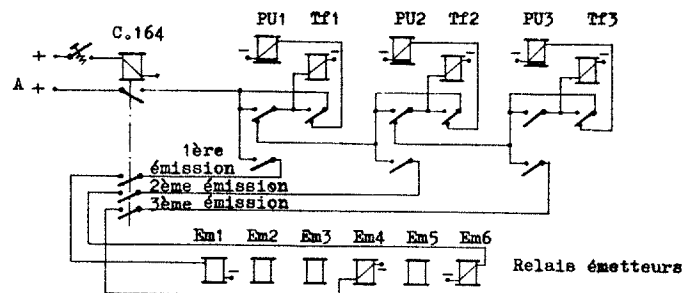 PU1 Tf1 PU2 Tf2 PU3 Tf3
C.164
+
A +
1ère
émission
2ème émission
3ème émission
Em1 Em2 Em3 Em4 Em5 Em6
Relais émetteurs